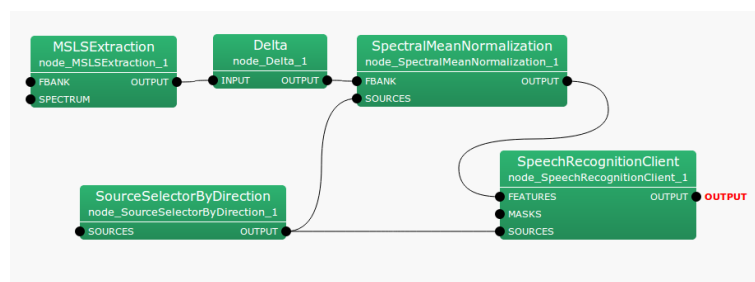 MSLSExtraction
node_MSLSExtraction_1
FBANK OUTPUT
SPECTRUM
Delta
node_Delta_1
INPUT OUTPUT
SpectralMeanNormalization
node_SpectralMeanNormalization_1
FBANK OUTPUT
SOURCES
SourceSelectorByDirection
node_SourceSelectorByDirection_1
SOURCES OUTPUT
SpeechRecognitionClient
node_SpeechRecognitionClient_1
FEATURES OUTPUT OUTPUT
MASKS
SOURCES